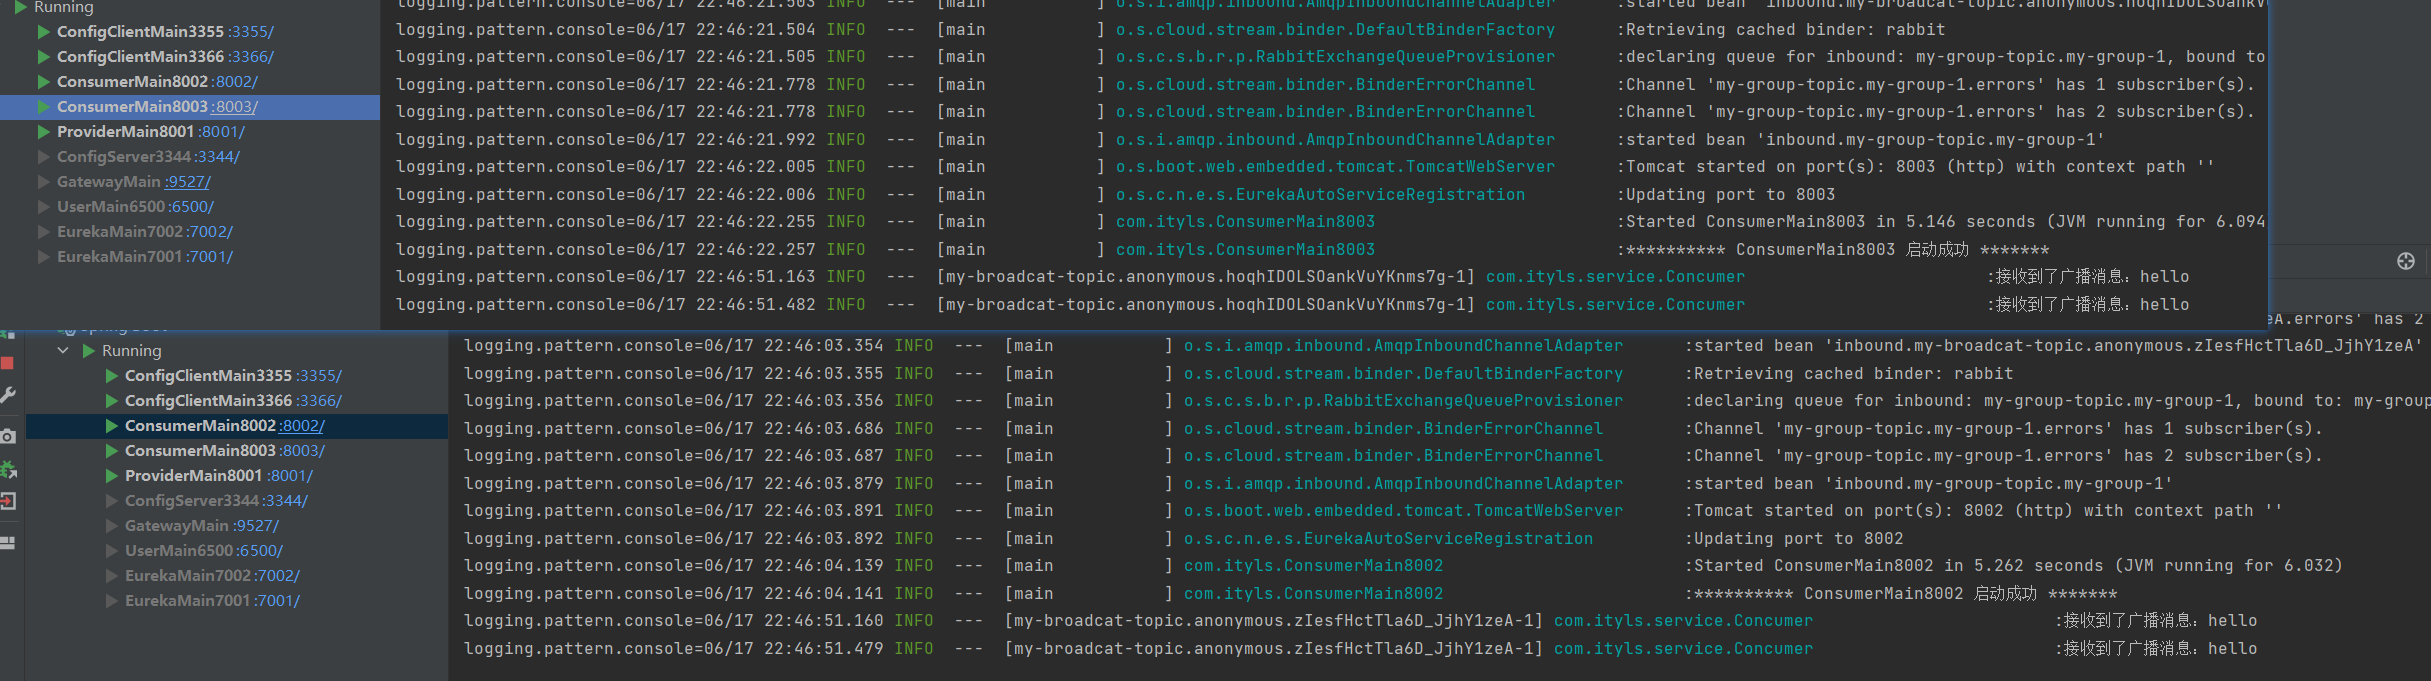 Running
ConfigClientMain3355 :3355/
ConfigClientMain3366 :3366/
ConsumerMain8002 :8002/
ConsumerMain8003 :8003/
ProviderMain8001 :8001/
ConfigServer3344 :3344/
GatewayMain :9527/
UserMain6500 :6500/
EurekaMain7002 :7002/
EurekaMain7001 :7001/
logging.pattern.console=06/17 22:46:21.503 INFO --- [main ] o.s.i.amqp.inbound.AmqpInboundChannelAdapter :started bean
logging.pattern.console=06/17 22:46:21.504 INFO --- [main ] o.s.cloud.stream.binder.DefaultBinderFactory :Retrieving cached binder: rabbit
logging.pattern.console=06/17 22:46:21.505 INFO --- [main ] o.s.c.s.b.r.p.RabbitExchangeQueueProvisioner :declaring queue for inbound: my-group-topic.my-group-1, bound to
logging.pattern.console=06/17 22:46:21.778 INFO --- [main ] o.s.cloud.stream.binder.BinderErrorChannel :Channel 'my-group-topic.my-group-1.errors' has 1 subscriber(s).
logging.pattern.console=06/17 22:46:21.778 INFO --- [main ] o.s.cloud.stream.binder.BinderErrorChannel :Channel 'my-group-topic.my-group-1.errors' has 2 subscriber(s).
logging.pattern.console=06/17 22:46:21.992 INFO --- [main ] o.s.i.amqp.inbound.AmqpInboundChannelAdapter :started bean 'inbound.my-group-topic.my-group-1'
logging.pattern.console=06/17 22:46:22.005 INFO --- [main ] o.s.boot.web.embedded.tomcat.TomcatWebServer :Tomcat started on port(s): 8003 (http) with context path ''
logging.pattern.console=06/17 22:46:22.006 INFO --- [main ] o.s.c.n.e.s.EurekaAutoServiceRegistration :Updating port to 8003
logging.pattern.console=06/17 22:46:22.255 INFO --- [main ] com.ityls.ConsumerMain8003 :Started ConsumerMain8003 in 5.146 seconds (JVM running for 6.094
logging.pattern.console=06/17 22:46:22.257 INFO --- [main ] com.ityls.ConsumerMain8003 :********** ConsumerMain8003 启动成功 *******
logging.pattern.console=06/17 22:46:51.163 INFO --- [my-broadcat-topic.anonymous.hoqhIDOLSOankVuYKnms7g-1] com.ityls.service.Concumer :接收到了广播消息：hello
logging.pattern.console=06/17 22:46:51.482 INFO --- [my-broadcat-topic.anonymous.hoqhIDOLSOankVuYKnms7g-1] com.ityls.service.Concumer :接收到了广播消息：hello
eA.errors' has 2
Running
ConfigClientMain3355 :3355/
ConfigClientMain3366 :3366/
ConsumerMain8002 :8002/
ConsumerMain8003 :8003/
ProviderMain8001 :8001/
ConfigServer3344 :3344/
GatewayMain :9527/
UserMain6500 :6500/
EurekaMain7002 :7002/
EurekaMain7001 :7001/
logging.pattern.console=06/17 22:46:03.354 INFO --- [main ] o.s.i.amqp.inbound.AmqpInboundChannelAdapter :started bean 'inbound.my-broadcat-topic.anonymous.zIesfHctTla6D_JjhY1zeA'
logging.pattern.console=06/17 22:46:03.355 INFO --- [main ] o.s.cloud.stream.binder.DefaultBinderFactory :Retrieving cached binder: rabbit
logging.pattern.console=06/17 22:46:03.356 INFO --- [main ] o.s.c.s.b.r.p.RabbitExchangeQueueProvisioner :declaring queue for inbound: my-group-topic.my-group-1, bound to: my-group
logging.pattern.console=06/17 22:46:03.686 INFO --- [main ] o.s.cloud.stream.binder.BinderErrorChannel :Channel 'my-group-topic.my-group-1.errors' has 1 subscriber(s).
logging.pattern.console=06/17 22:46:03.687 INFO --- [main ] o.s.cloud.stream.binder.BinderErrorChannel :Channel 'my-group-topic.my-group-1.errors' has 2 subscriber(s).
logging.pattern.console=06/17 22:46:03.879 INFO --- [main ] o.s.i.amqp.inbound.AmqpInboundChannelAdapter :started bean 'inbound.my-group-topic.my-group-1'
logging.pattern.console=06/17 22:46:03.891 INFO --- [main ] o.s.boot.web.embedded.tomcat.TomcatWebServer :Tomcat started on port(s): 8002 (http) with context path ''
logging.pattern.console=06/17 22:46:03.892 INFO --- [main ] o.s.c.n.e.s.EurekaAutoServiceRegistration :Updating port to 8002
logging.pattern.console=06/17 22:46:04.139 INFO --- [main ] com.ityls.ConsumerMain8002 :Started ConsumerMain8002 in 5.262 seconds (JVM running for 6.032)
logging.pattern.console=06/17 22:46:04.141 INFO --- [main ] com.ityls.ConsumerMain8002 :********** ConsumerMain8002 启动成功 *******
logging.pattern.console=06/17 22:46:51.160 INFO --- [my-broadcat-topic.anonymous.zIesfHctTla6D_JjhY1zeA-1] com.ityls.service.Concumer :接收到了广播消息：hello
logging.pattern.console=06/17 22:46:51.479 INFO --- [my-broadcat-topic.anonymous.zIesfHctTla6D_JjhY1zeA-1] com.ityls.service.Concumer :接收到了广播消息：hello